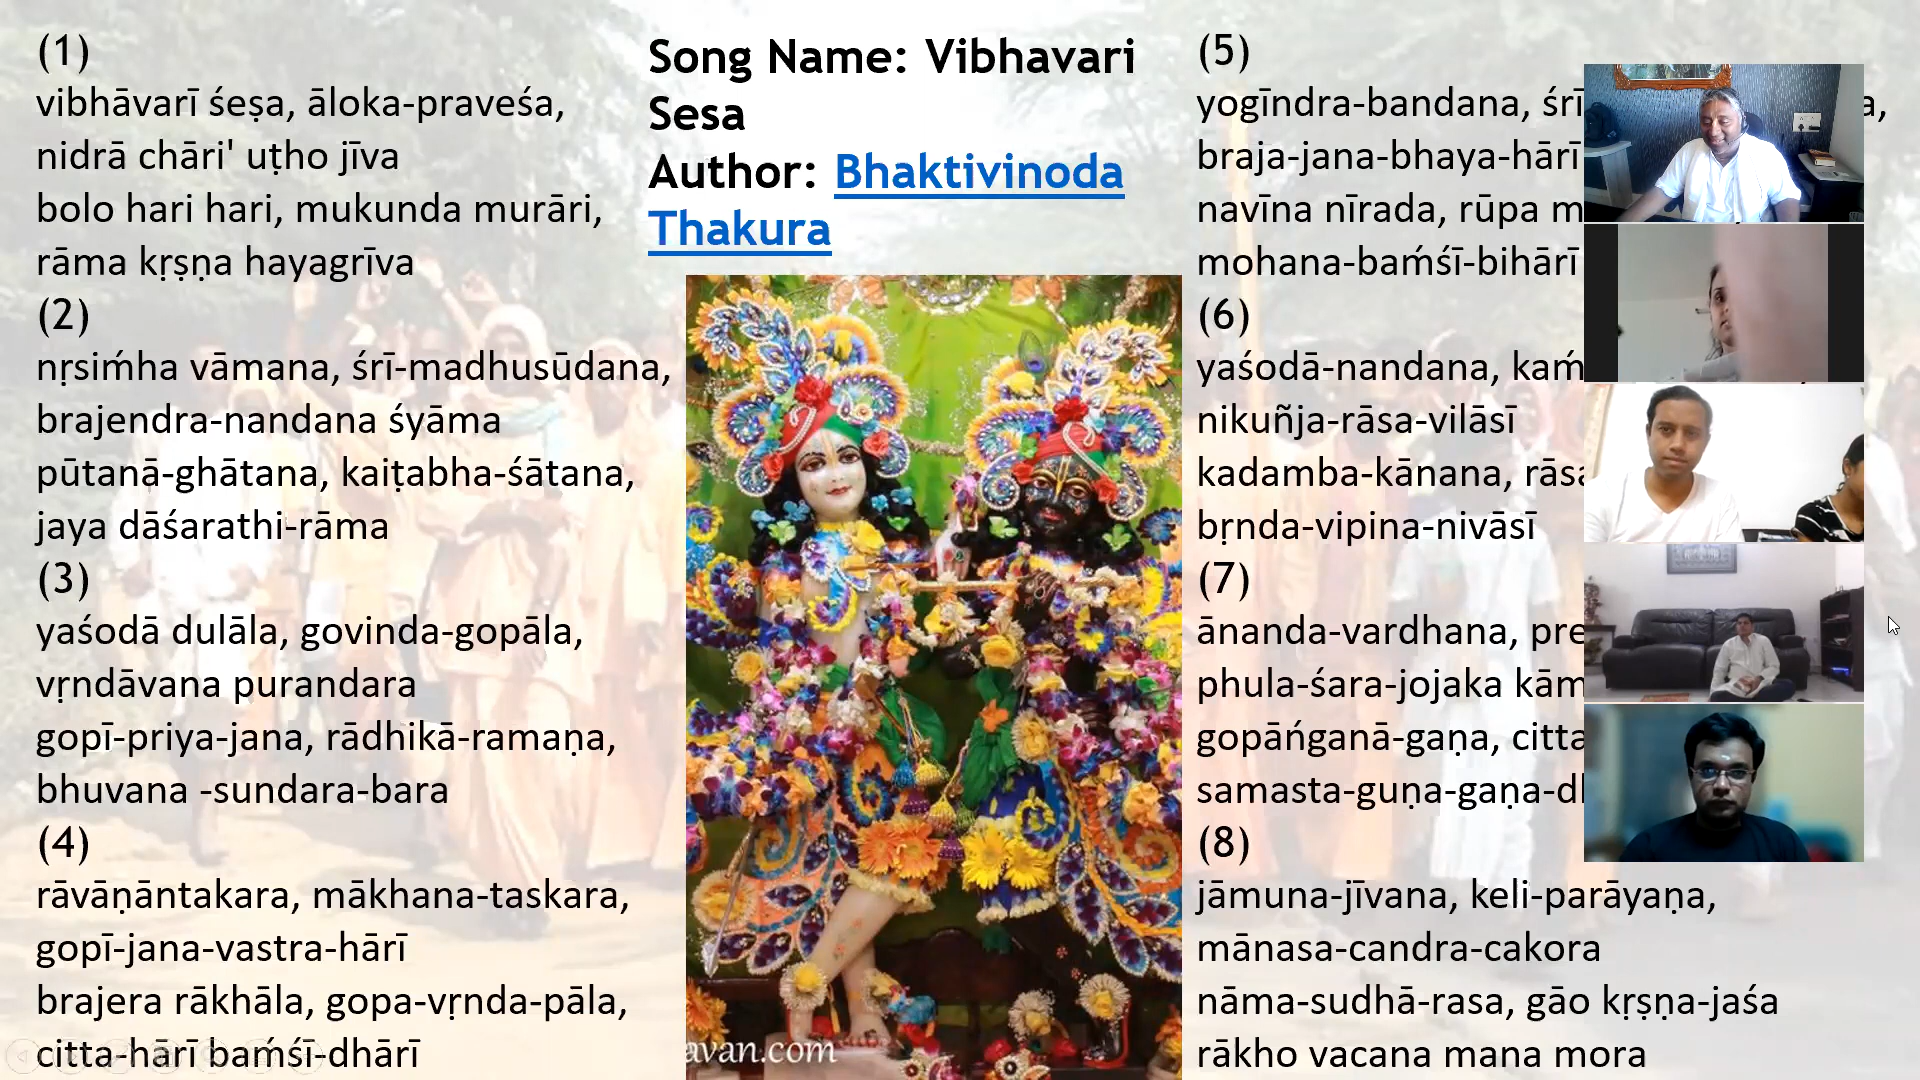 (1)
vibhāvarī śeṣa, āloka-praveśa,
nidrā chāri' uṭho jīva
bolo hari hari, mukunda murāri,
rāma kṛṣṇa hayagrīva
(2)
nṛsiḿha vāmana, śrī-madhusūdana,
brajendra-nandana śyāma
pūtanā-ghātana, kaiṭabha-śātana,
jaya dāśarathi-rāma
(3)
yaśodā dulāla, govinda-gopāla,
vṛndāvana purandara
gopī-priya-jana, rādhikā-ramaṇa,
bhuvana -sundara-bara
(4)
rāvāṇāntakara, mākhana-taskara,
gopī-jana-vastra-hārī
brajera rākhāla, gopa-vṛnda-pāla,
citta-hārī baḿśī-dhārī
Song Name: Vibhavari
Sesa
Author: Bhaktivinoda
Thakura
avan.com
(5)
yogīndra-bandana, śrī
braja-jana-bhaya-hārī
navīna nīrada, rūpa
mohana-baḿśī-bihārī
(6)
yaśodā-nandana,
nikuñja-rāsa-vilāsī
kadamba-kānana,
bṛnda-vipina-nivāsī
(7)
ānanda-vardhana,
phula-śara-jojaka
gopāńganā-gaṇa,
samasta-guṇa-gaṇa
(8)
jāmuna-jīvana, keli-parāyaṇa,
mānasa-candra-cakora
nāma-sudhā-rasa, gāo kṛṣṇa-jaśa
rākho vacana mana mora